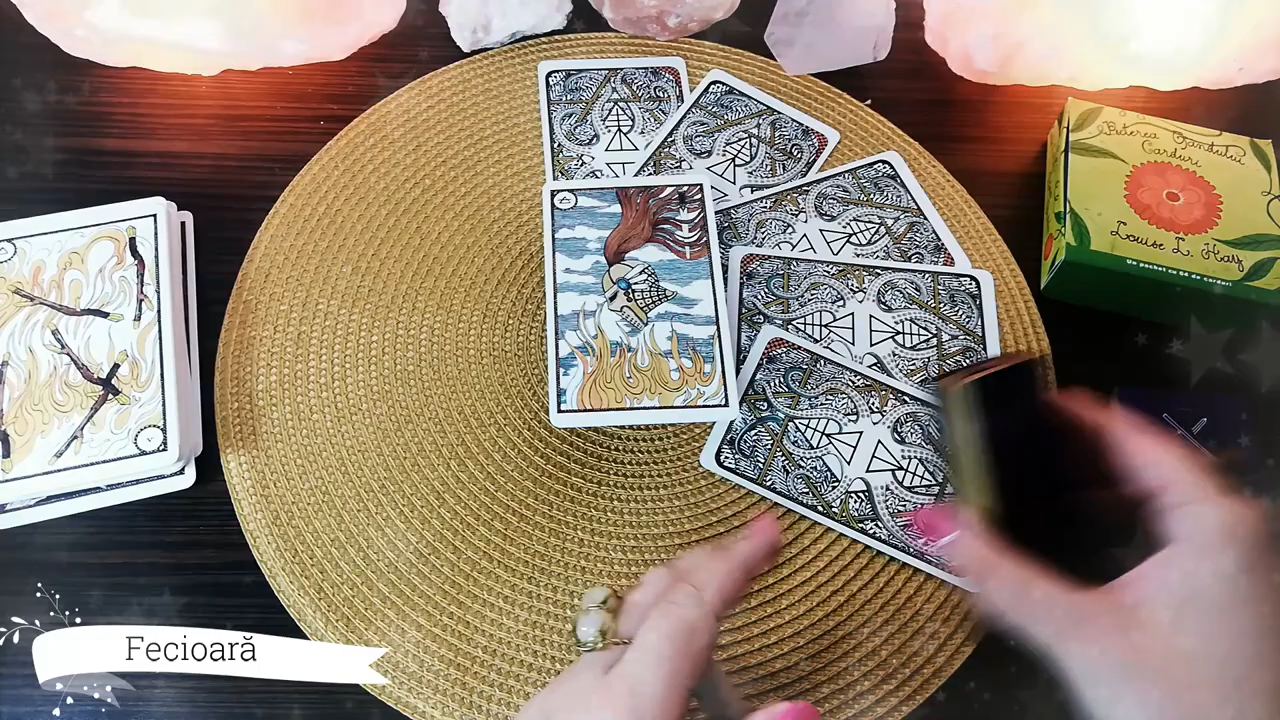 Puterea Gândului
Carduri
Louise L. Hay
Un pachet cu 64 de carduri
Fecioară